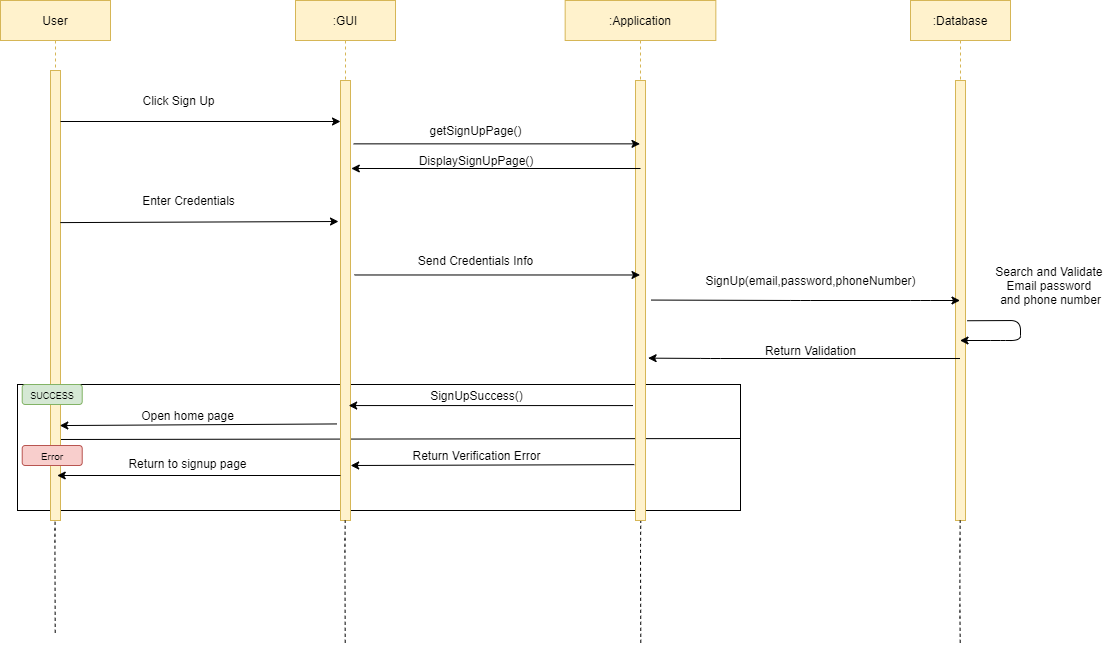 User
:GUI
:Application
:Database
Click Sign Up
getSignUpPage()
DisplaySignUpPage()
Enter Credentials
Send Credentials Info
SignUp(email,password,phoneNumber)
Search and Validate
Email password
and phone number
Return Validation
SUCCESS
SignUpSuccess()
Open home page
Error
Return Verification Error
Return to signup page